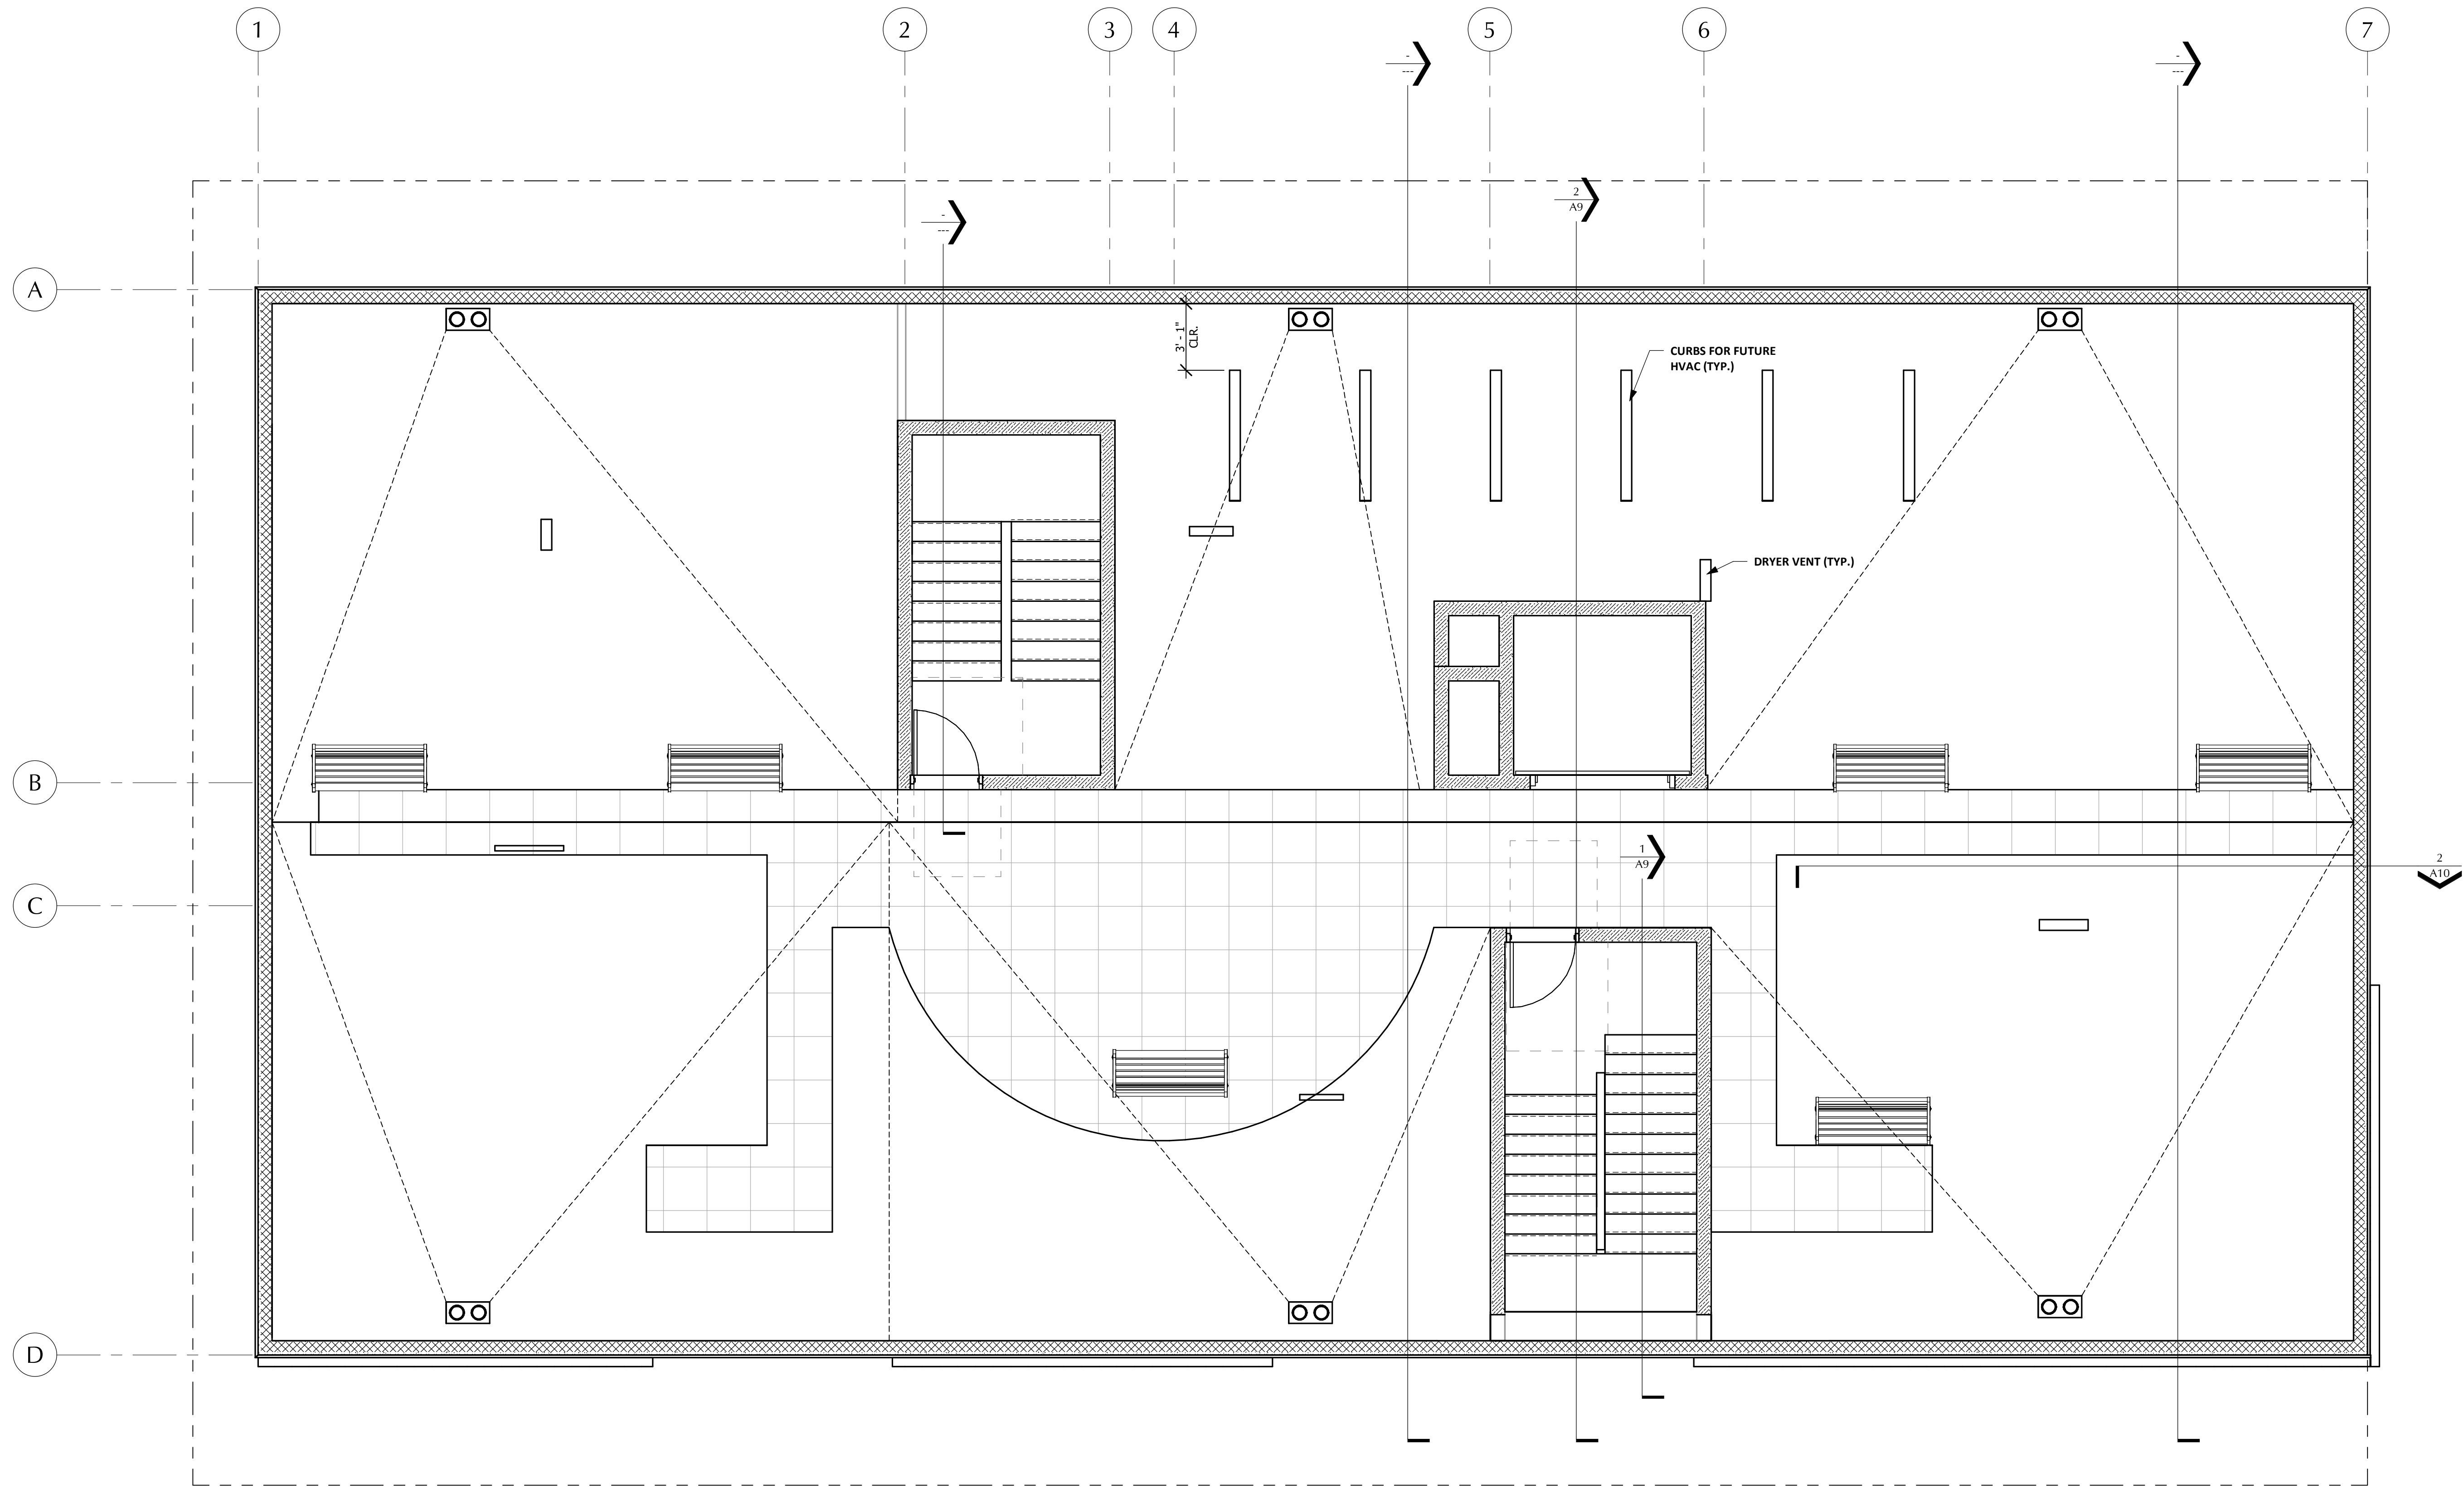 1
2
3
4
5
6
7
-
---
-
---
2
A9
-
---
A
3' - 1"
CLR.
CURBS FOR FUTURE
HVAC (TYP.)
DRYER VENT (TYP.)
B
1
A9
2
A10
C
D